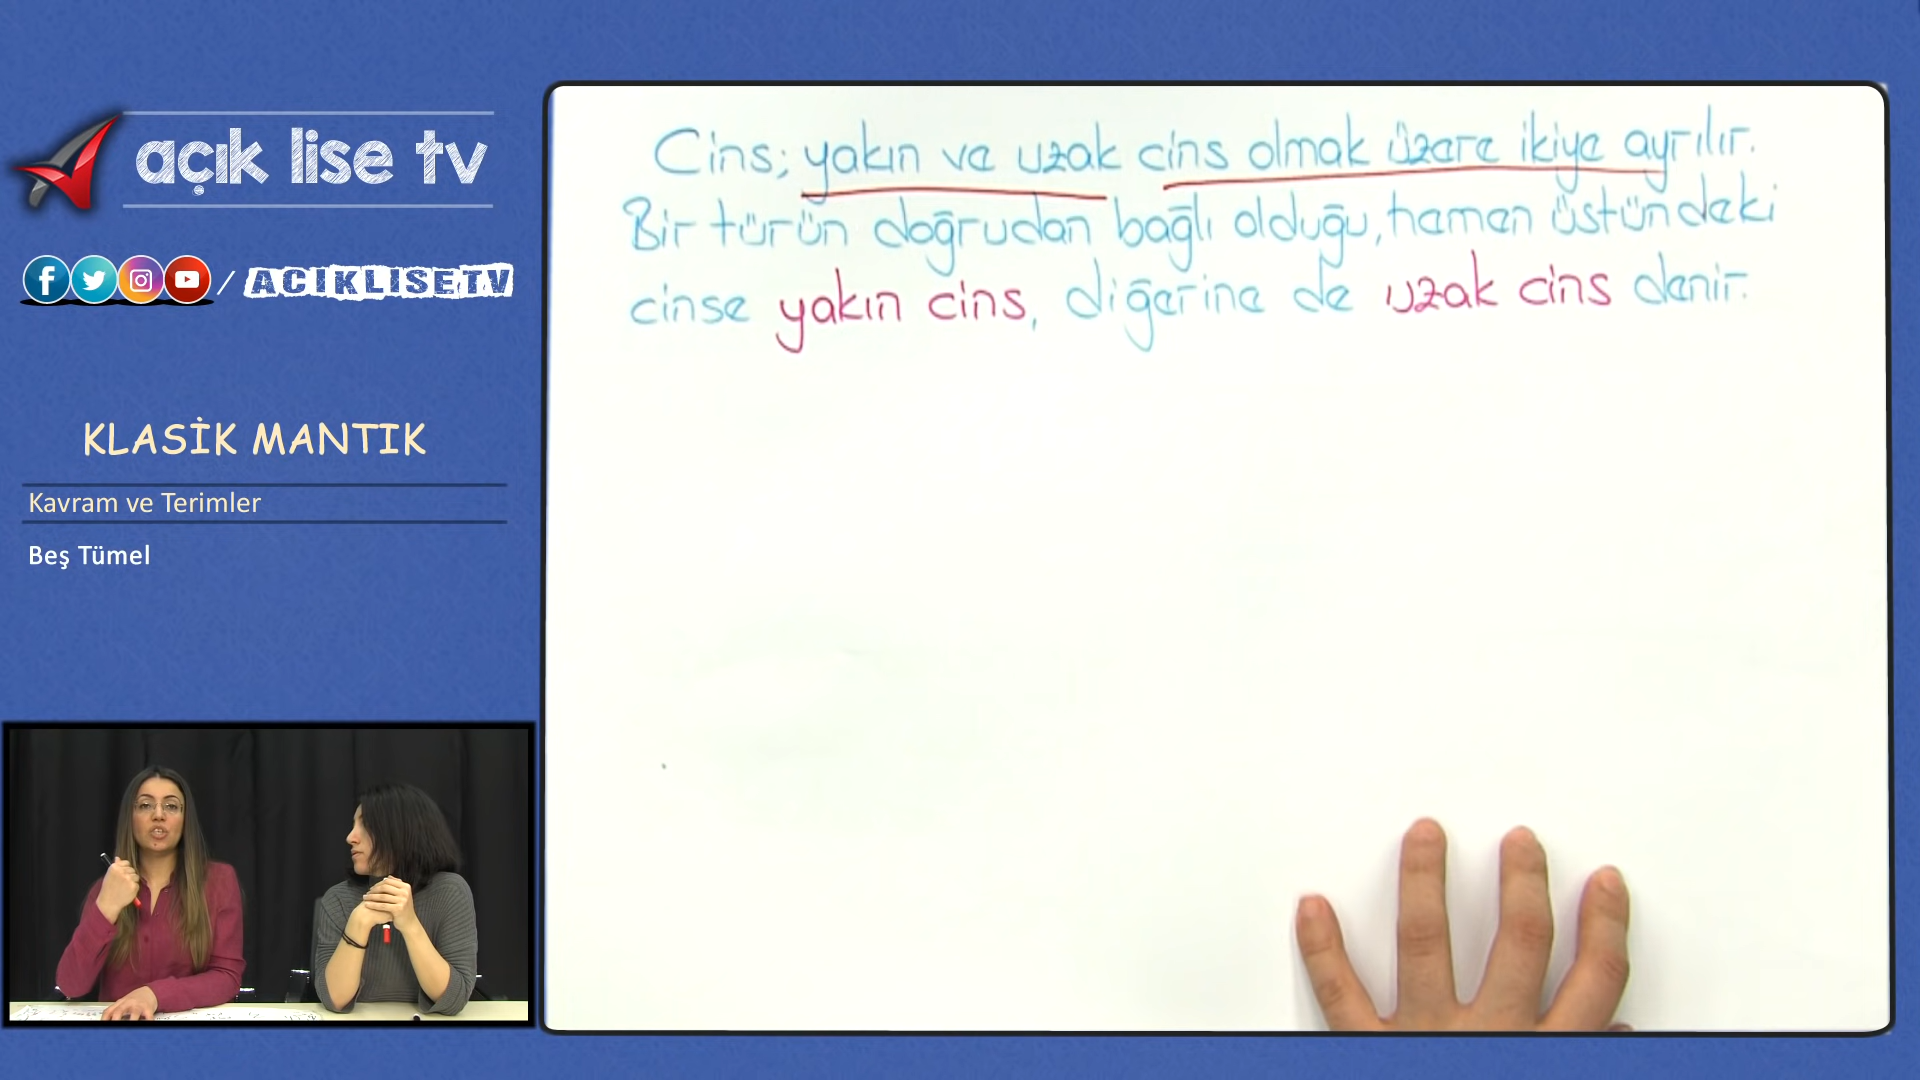 açık lise tv
/ ACIKLISETV
KLASİK MANTIK
Kavram ve Terimler
Beş Tümel
Cins; yakın ve uzak cins olmak üzere ikiye ayrılır.
Bir türün doğrudan bağlı olduğu, hemen üstündeki
cinse yakın cins, diğerine de uzak cins denir.